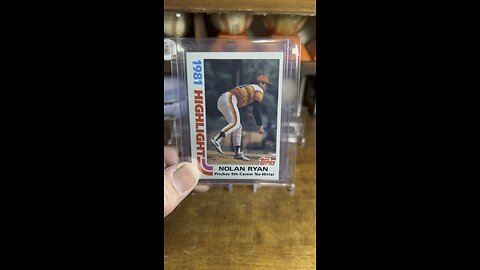 1981 HIGHLIGHT
Topps
NOLAN RYAN
Pitches 5th Career No-Hitter